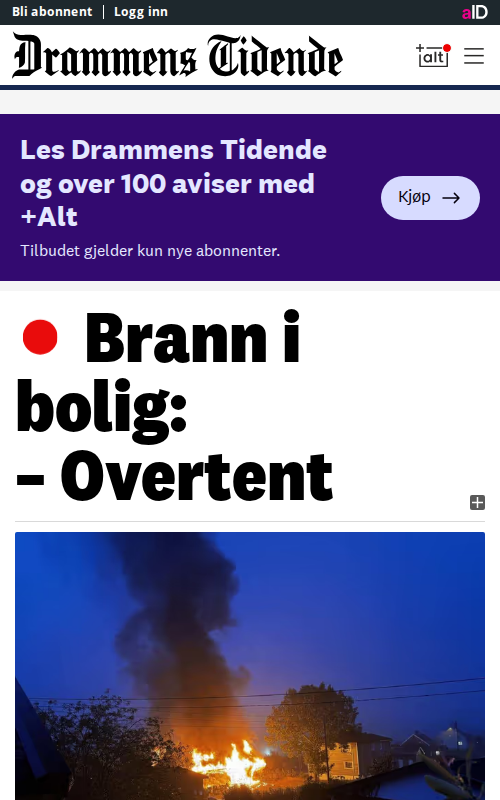 Bli abonnent | Logg inn
aID
Drammens Tidende
+alt
Les Drammens Tidende
og over 100 aviser med
+Alt
Kjøp →
Tilbudet gjelder kun nye abonnenter.
Brann i
bolig:
– Overtent